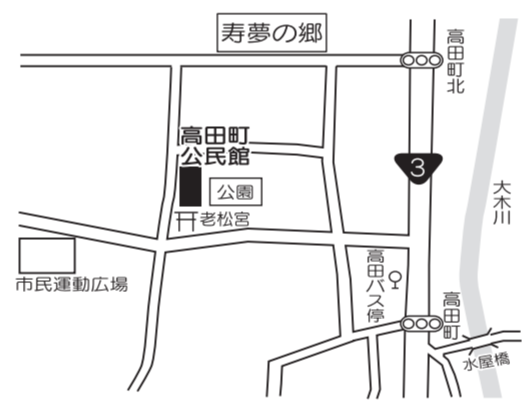 寿夢の郷
高田町北
高田町
公民館
3
公園
大木川
老松宮
市民運動広場
高田バス停
高田町
水屋橋